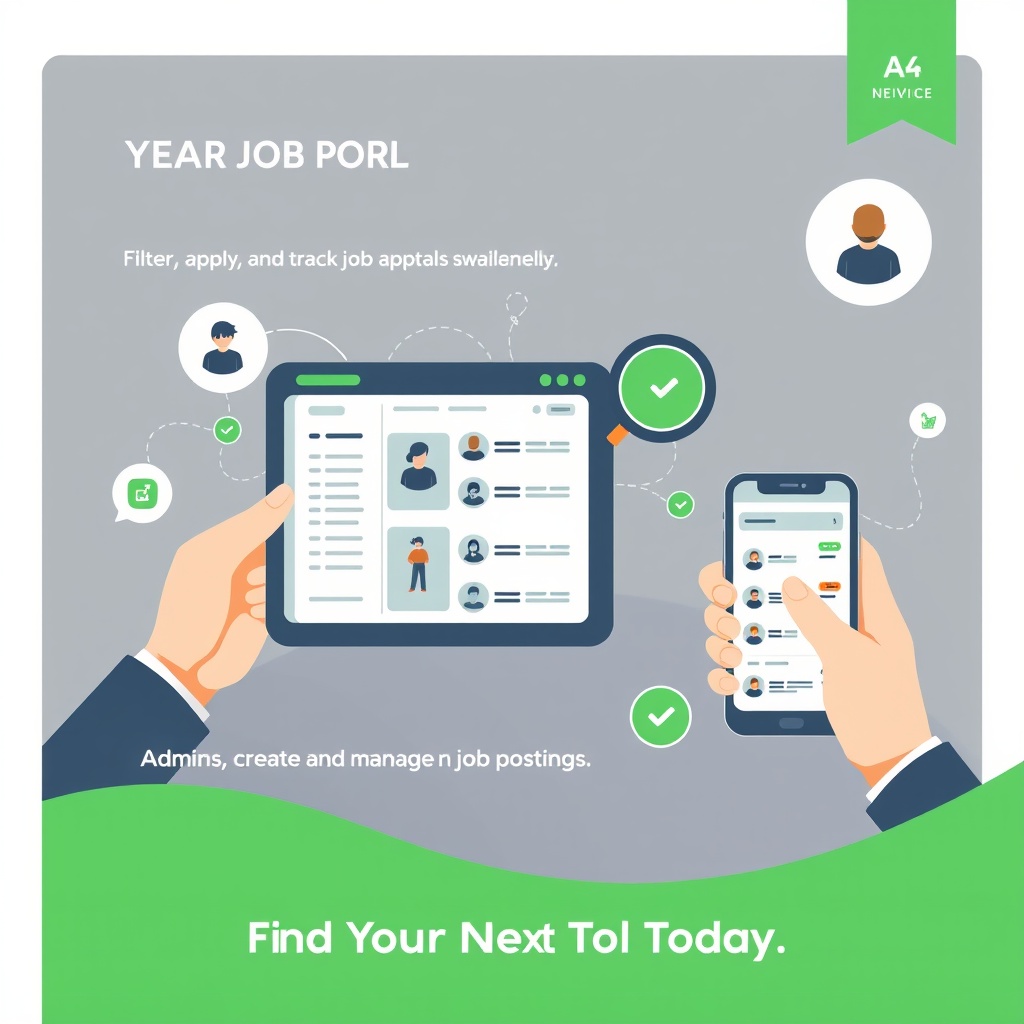 A4
NEIVICE
YEAR JOB PORL
Filter, apply, and track job apptals swallenelly.
Admins, create and manage n job postings.
Find Your Next Tol Today.